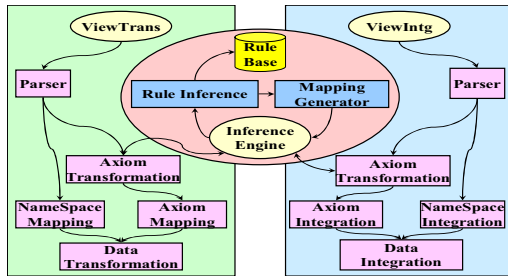 ViewTrans
ViewIntg
Rule
Base
Parser
Parser
Rule Inference
Mapping
Generator
Inference
Engine
Axiom
Transformation
Axiom
Transformation
NameSpace
Mapping
Axiom
Mapping
Axiom
Integration
NameSpace
Integration
Data
Transformation
Data
Integration